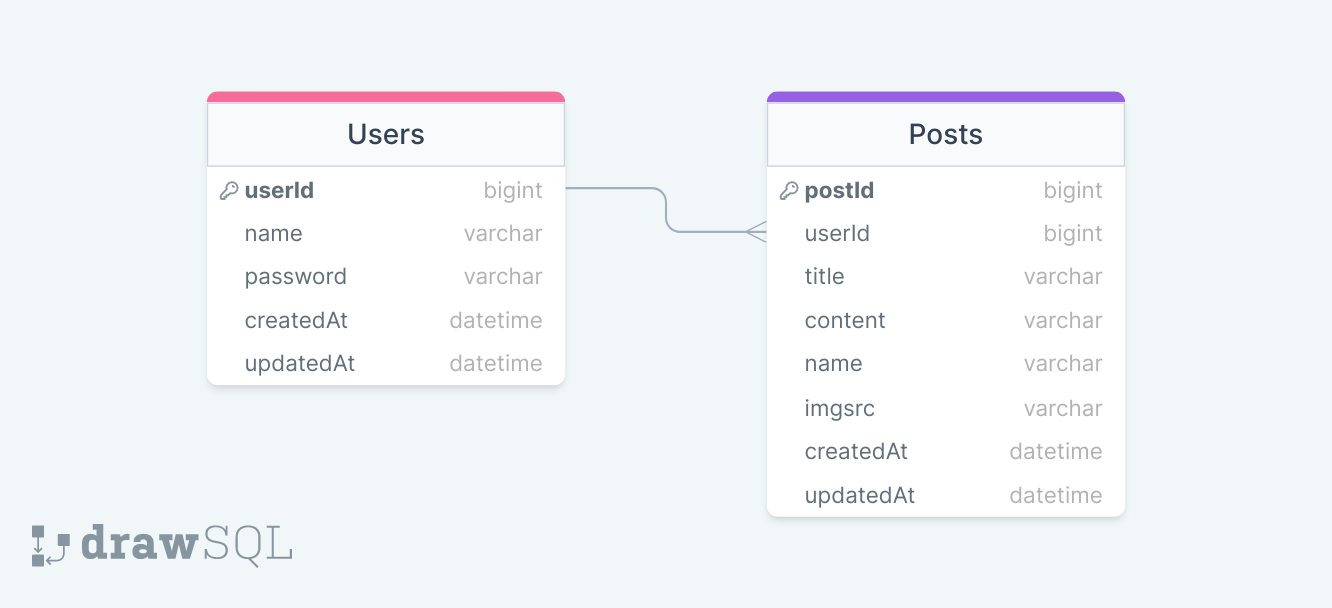 Users
userId bigint
name varchar
password varchar
createdAt datetime
updatedAt datetime
Posts
postId bigint
userId bigint
title varchar
content varchar
name varchar
imgsrc varchar
createdAt datetime
updatedAt datetime
drawSQL